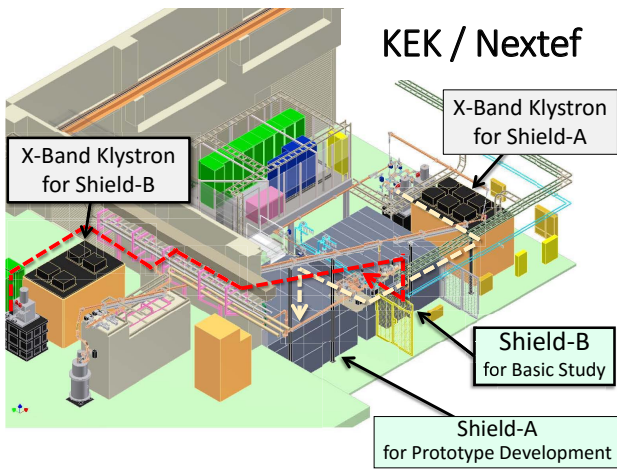 KEK / Nextef
X-Band Klystron
for Shield-A
X-Band Klystron
for Shield-B
Shield-B
for Basic Study
Shield-A
for Prototype Development